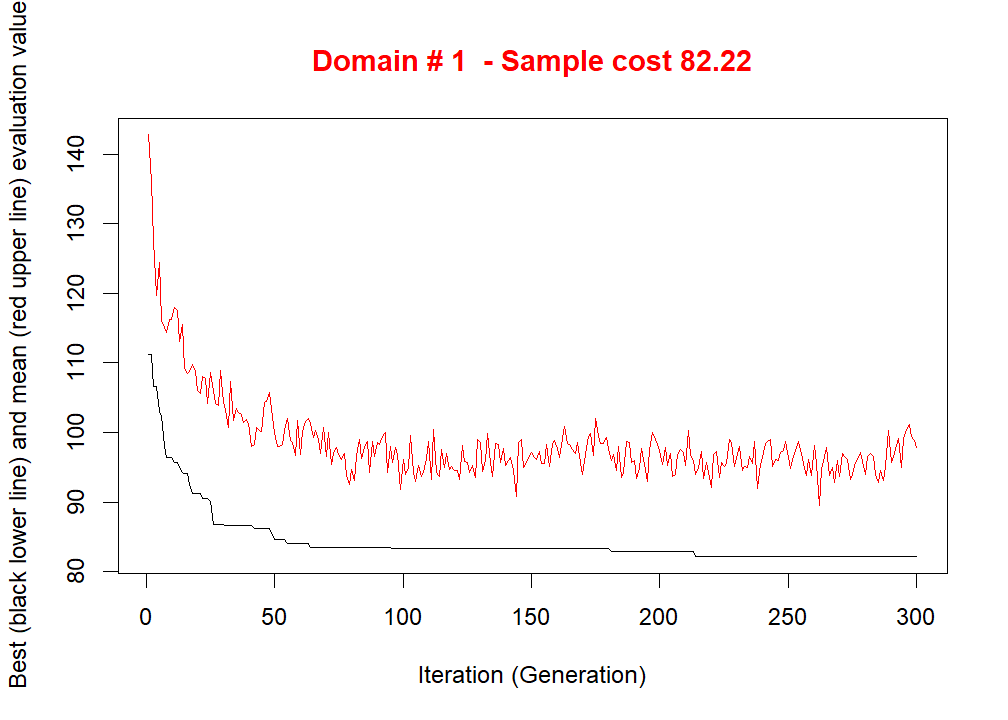 Domain # 1  - Sample cost 82.22
Best (black lower line) and mean (red upper line) evaluation value
140
130
120
110
100
90
80
0 50 100 150 200 250 300
Iteration (Generation)